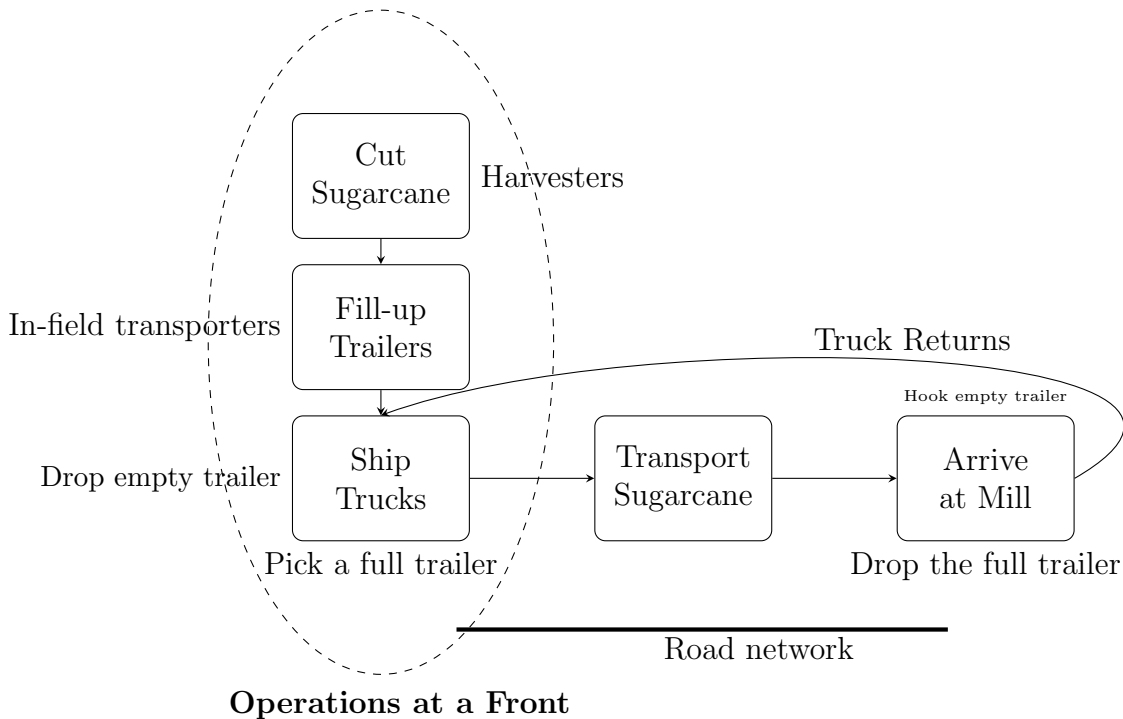 Cut
Sugarcane
Harvesters
In-field transporters
Fill-up
Trailers
Truck Returns
Hook empty trailer
Drop empty trailer
Ship
Trucks
Transport
Sugarcane
Arrive
at Mill
Pick a full trailer
Drop the full trailer
Road network
Operations at a Front